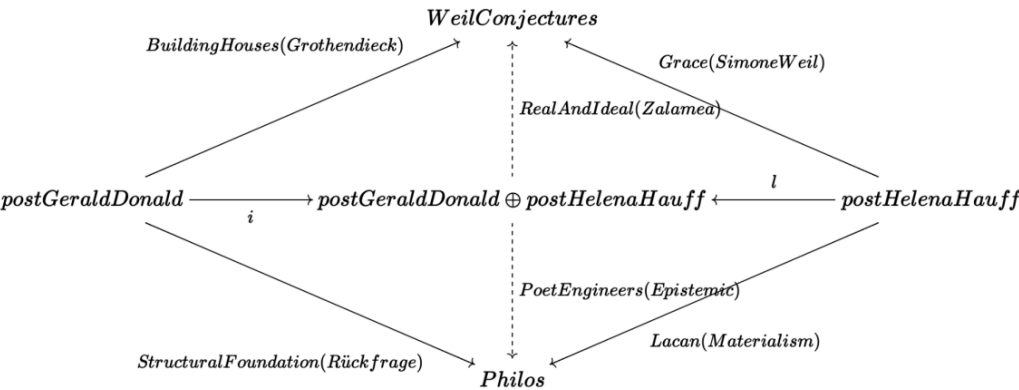 WeilConjectures
BuildingHouses(Grothendieck)
Grace(SimoneWeil)
RealAndIdeal(Zalamea)
postGeraldDonald
i
postGeraldDonald ⊕ postHelenaHauff
l
postHelenaHauff
PoetEngineers(Epistemic)
StructuralFoundation(Rückfrage)
Lacan(Materialism)
Philos